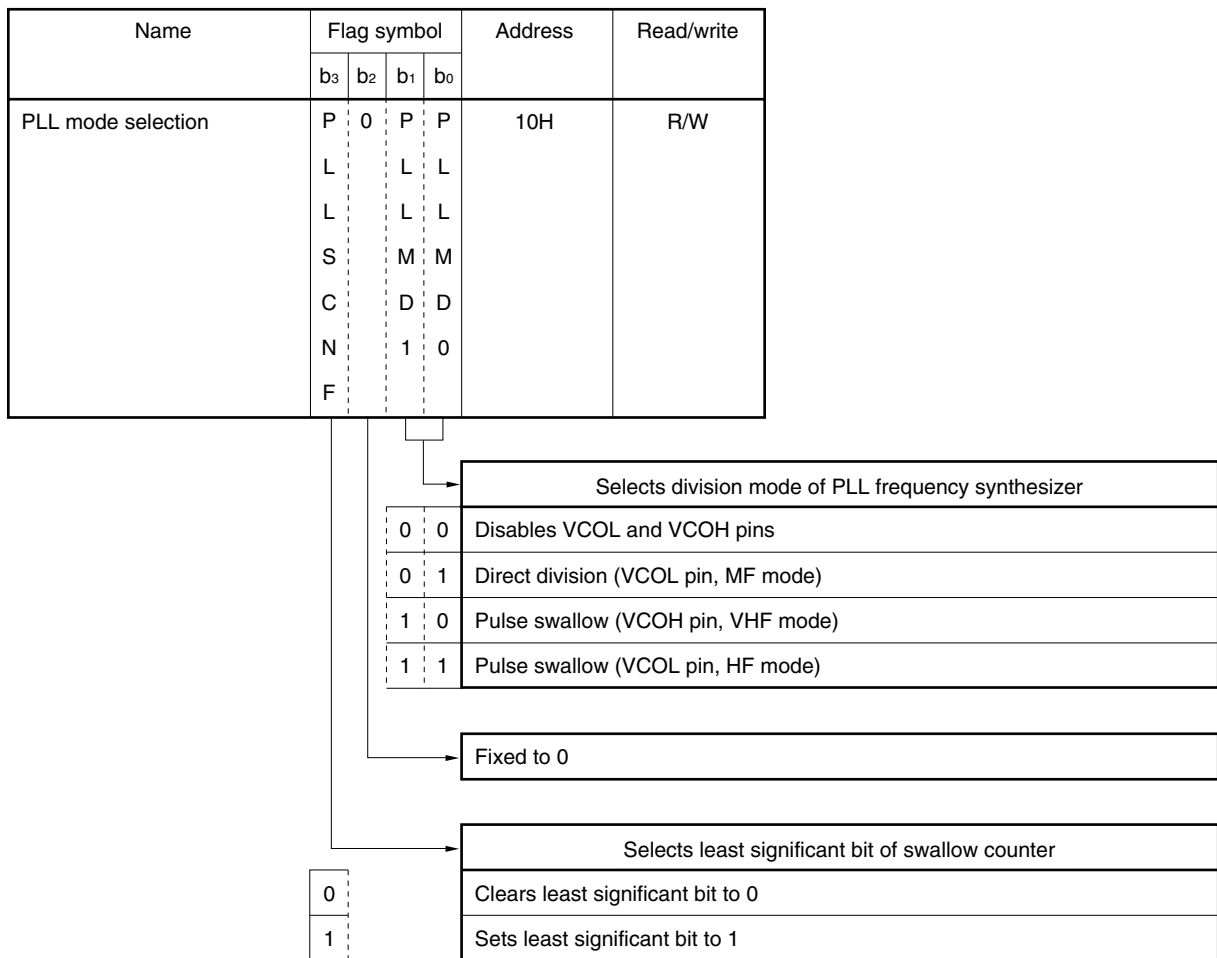 Name Flag symbol Address Read/write
b3 b2 b1 b0
PLL mode selection P 0 P P 10H R/W
L L L
L L L
S M M
C D D
N 1 0
F
Selects division mode of PLL frequency synthesizer
0 0 Disables VCOL and VCOH pins
0 1 Direct division (VCOL pin, MF mode)
1 0 Pulse swallow (VCOH pin, VHF mode)
1 1 Pulse swallow (VCOL pin, HF mode)
Fixed to 0
Selects least significant bit of swallow counter
0 Clears least significant bit to 0
1 Sets least significant bit to 1